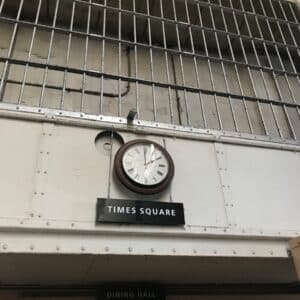 TIMES SQUARE
DINING HALL